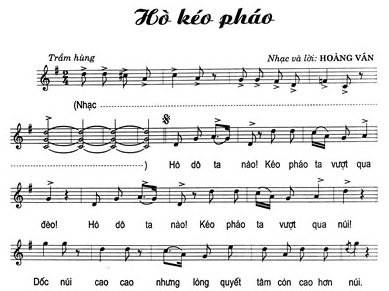 Hò kéo pháo
Trầm hùng Nhạc và lời: HOÀNG VÂN
(Nhạc ........................
........................) Hò dô ta nào! Kéo pháo ta vượt qua
đèo! Hò dô ta nào! Kéo pháo ta vượt qua núi!
Dốc núi cao cao nhưng lòng quyết tâm còn cao hơn núi.